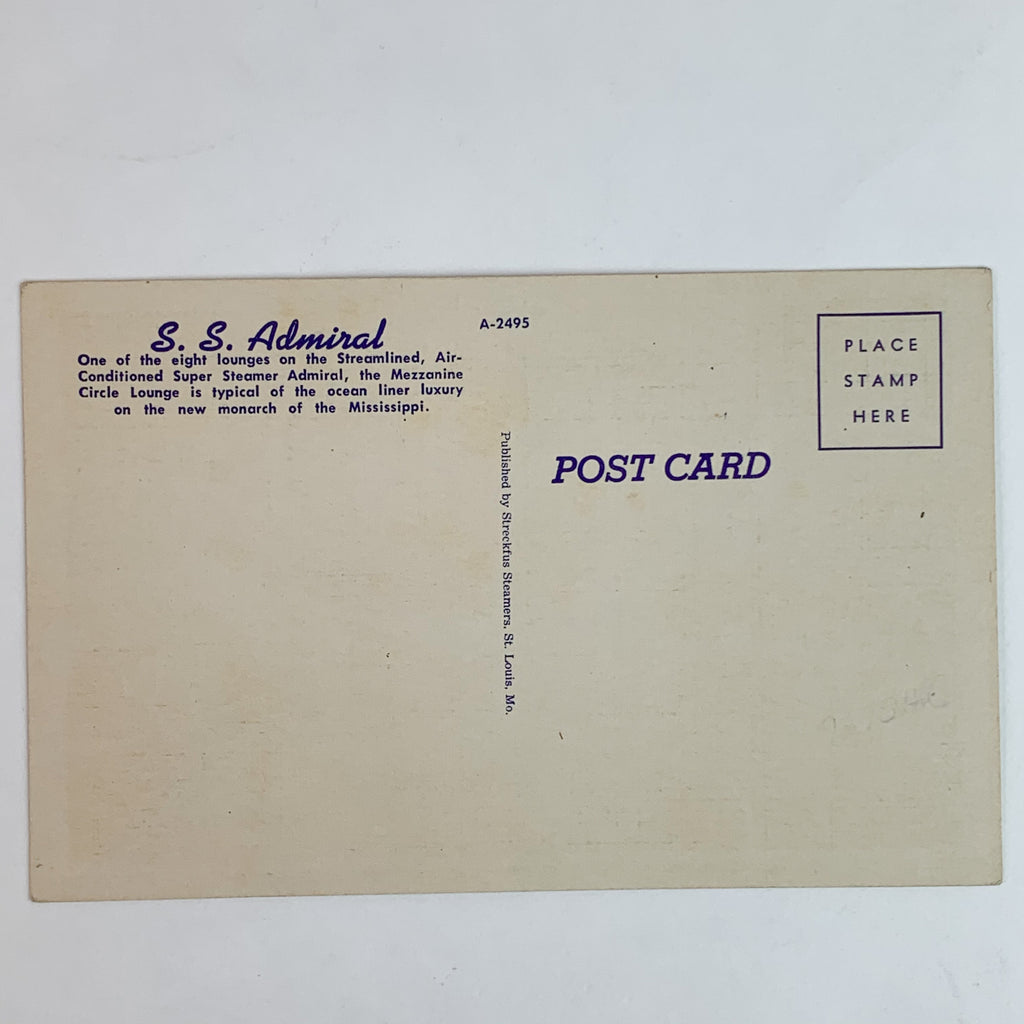 S. S. Admiral
One of the eight lounges on the Streamlined, Air-
Conditioned Super Steamer Admiral, the Mezzanine
Circle Lounge is typical of the ocean liner luxury
on the new monarch of the Mississippi.
A-2495
Published by Streckfus Steamers, St. Louis, Mo.
POST CARD
PLACE
STAMP
HERE